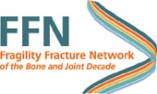 FFN
Fragility Fracture Network
of the Bone and Joint Decade